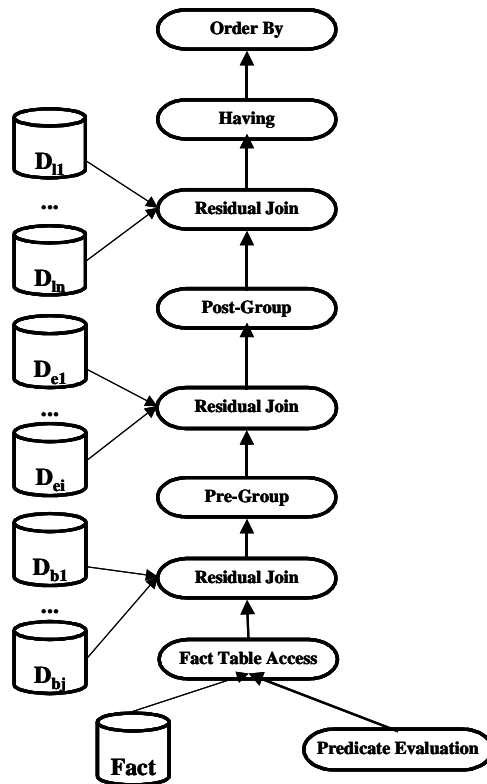 Order By
Having
D_l1
...
Residual Join
D_ln
Post-Group
D_e1
...
Residual Join
D_ei
Pre-Group
D_b1
...
Residual Join
D_bj
Fact Table Access
Fact
Predicate Evaluation